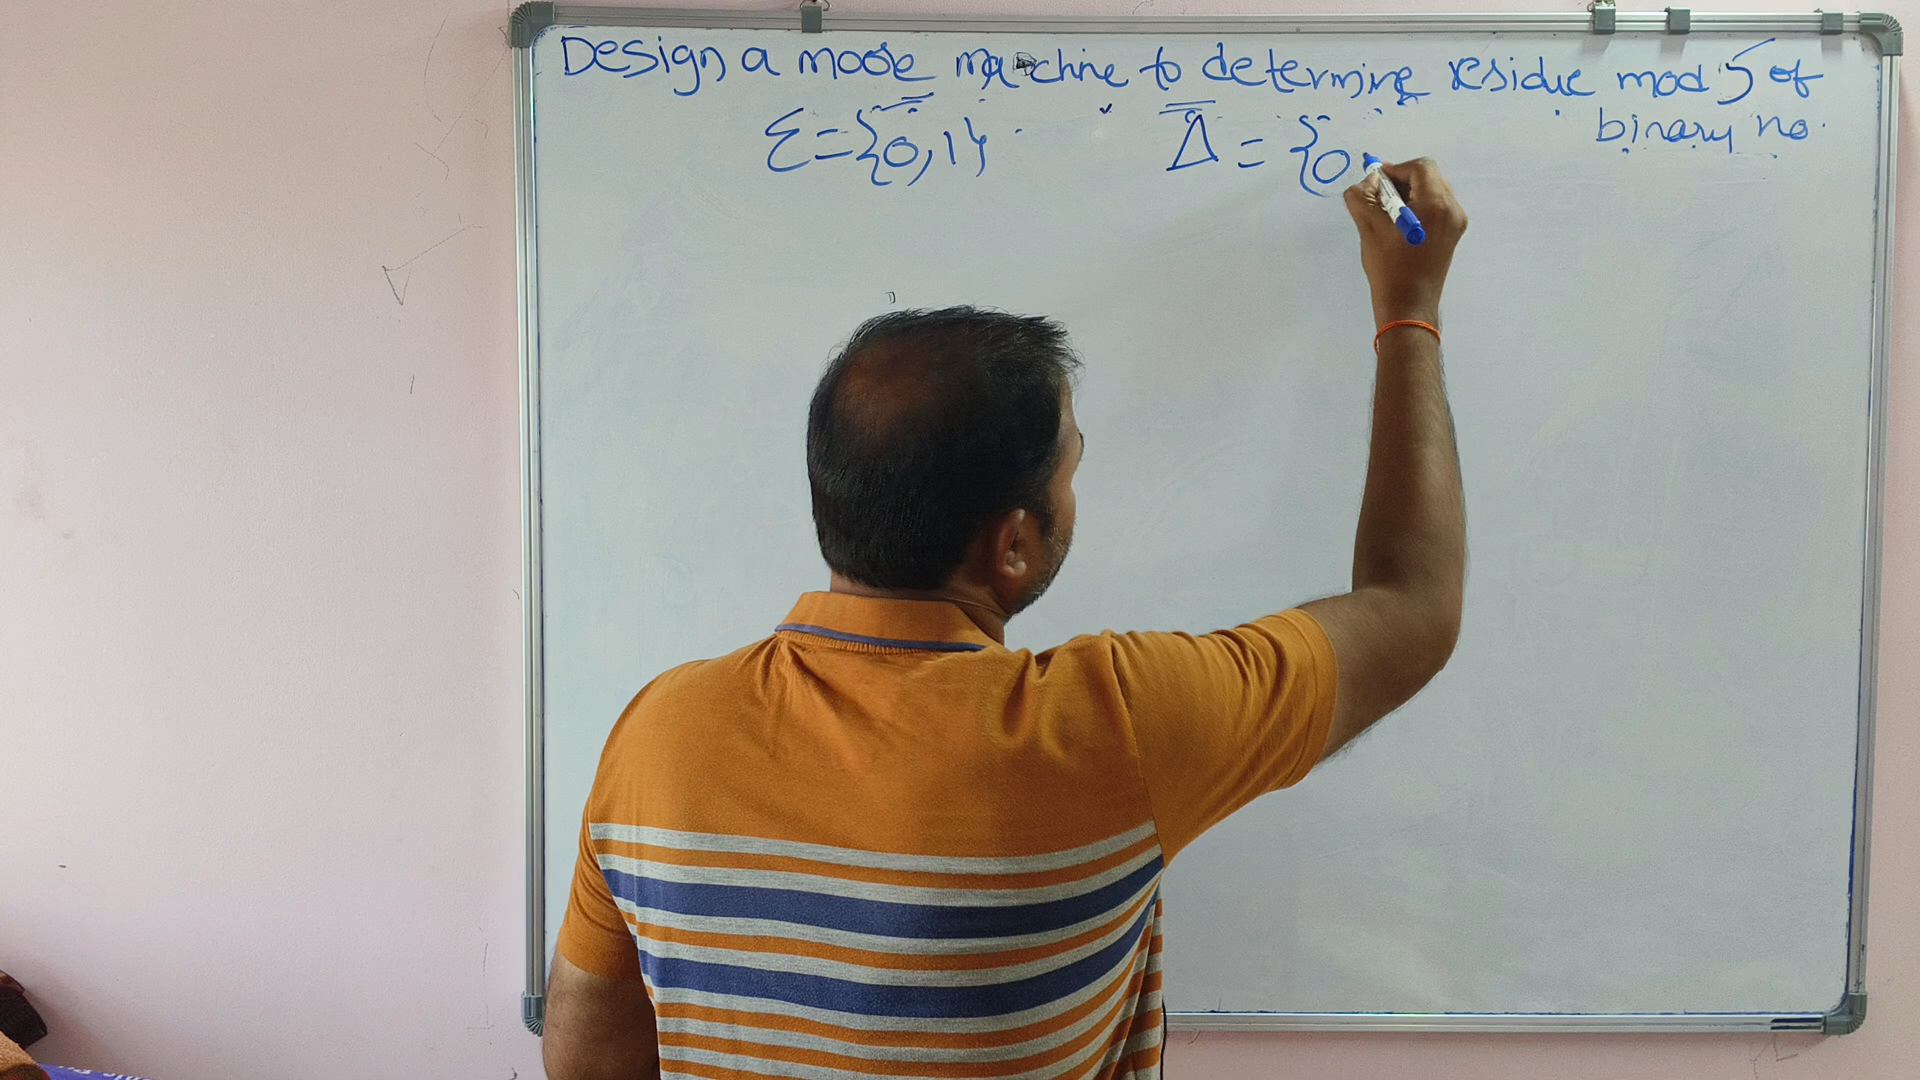 Design a moore machine to determine residue mod 5 of
binary no.
Σ = {0,1} Δ = {0